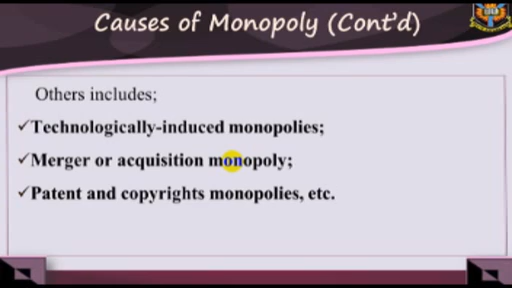 Causes of Monopoly (Cont'd)
Others includes;
✓Technologically-induced monopolies;
✓Merger or acquisition monopoly;
✓Patent and copyrights monopolies, etc.